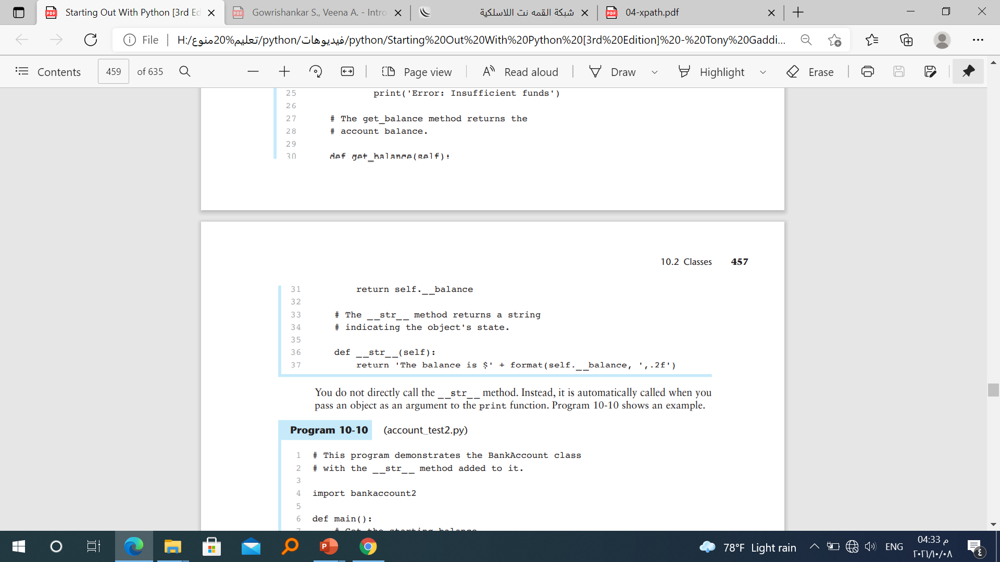 Starting Out With Python [3rd Ed
Gowrishankar S., Veena A. - Intro
شبكة القمه نت اللاسلكية
04-xpath.pdf
File
H:/تعليم%20منوع/python/فيديوهات/python/Starting%20Out%20With%20Python%20[3rd%20Edition]%20-%20Tony%20Gaddi...
Contents
459
of 635
Page view
Read aloud
Draw
Highlight
Erase
25 print('Error: Insufficient funds')
26
27 # The get_balance method returns the
28 # account balance.
29
30 def get_balance(self):
10.2 Classes 457
31 return self.__balance
32
33 # The __str__ method returns a string
34 # indicating the object's state.
35
36 def __str__(self):
37 return 'The balance is $' + format(self.__balance, ',.2f')
You do not directly call the __str__ method. Instead, it is automatically called when you
pass an object as an argument to the print function. Program 10-10 shows an example.
Program 10-10 (account_test2.py)
1 # This program demonstrates the BankAccount class
2 # with the __str__ method added to it.
3
4 import bankaccount2
5
6 def main():
7 # Get the starting balance
78°F Light rain
ENG
04:33 م
٢٠٢١/١٠/٠٨
٤